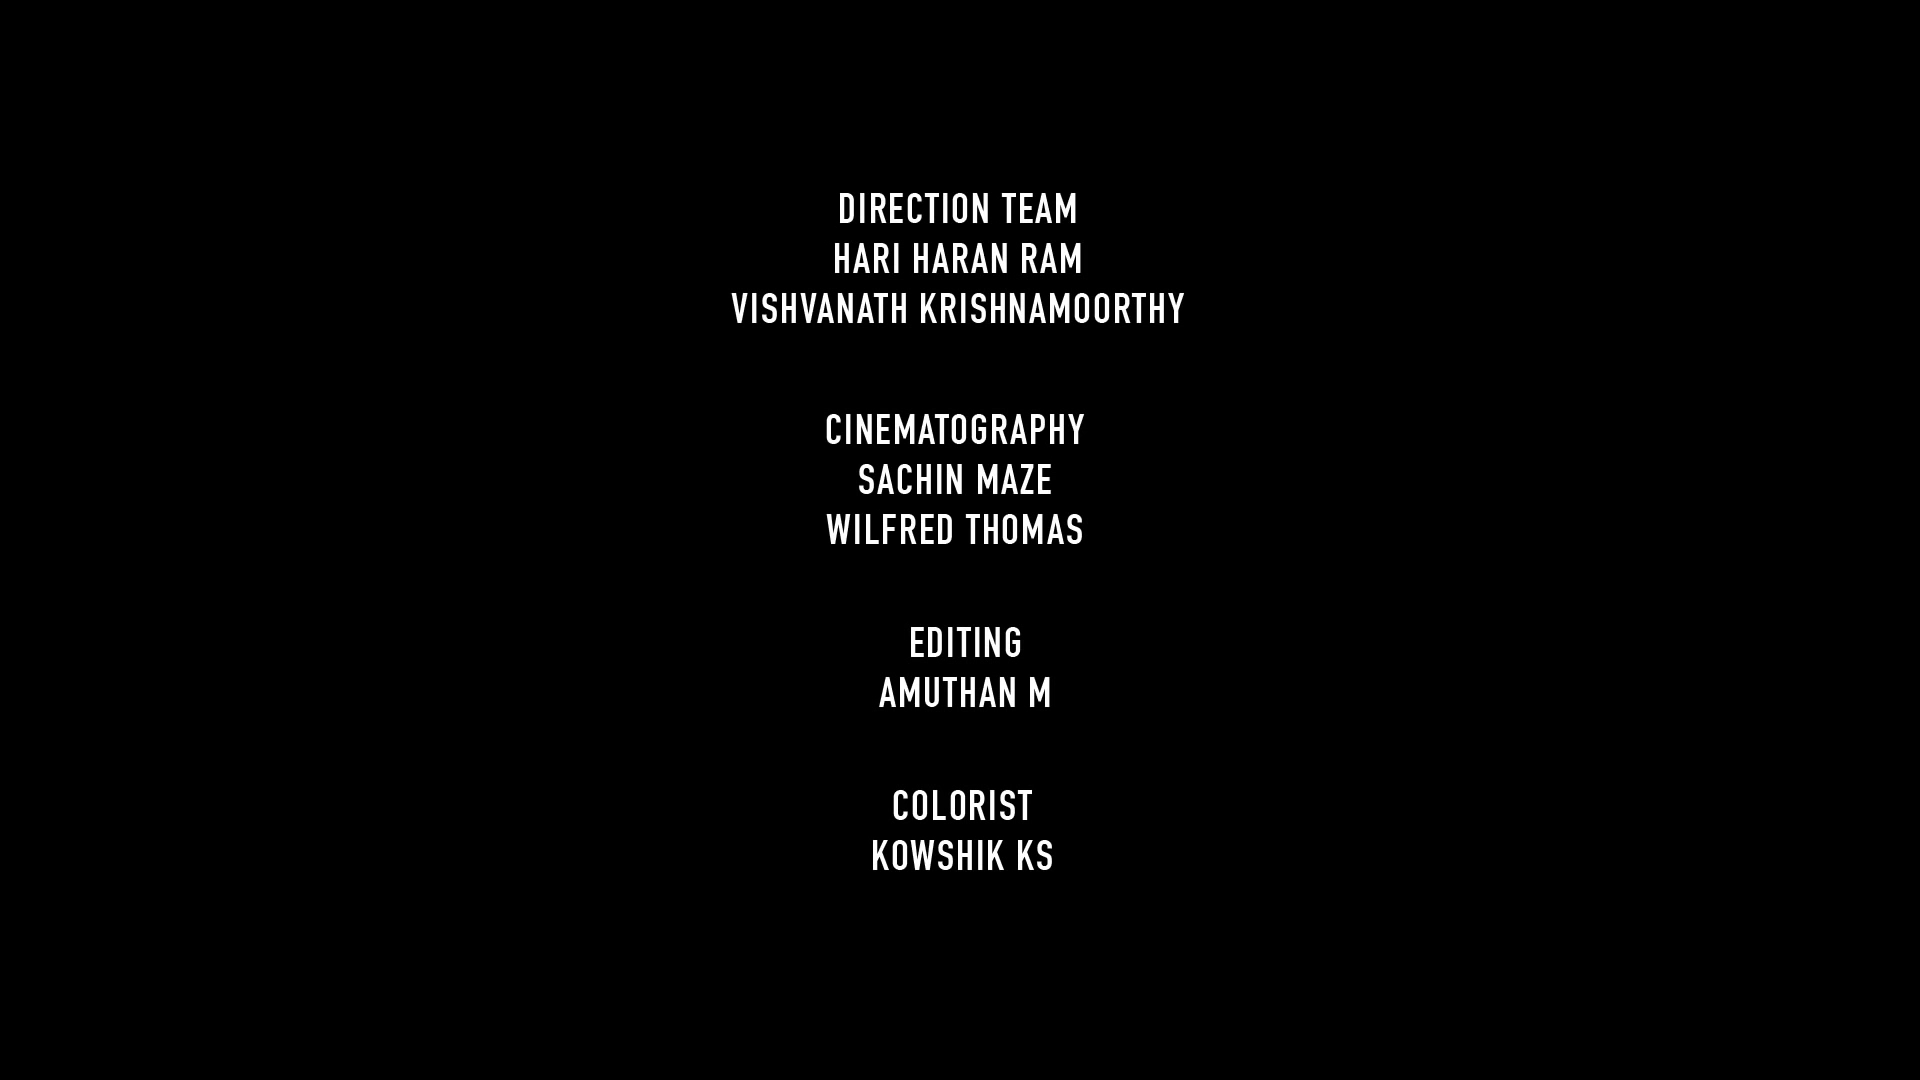 DIRECTION TEAM
HARI HARAN RAM
VISHVANATH KRISHNAMOORTHY
CINEMATOGRAPHY
SACHIN MAZE
WILFRED THOMAS
EDITING
AMUTHAN M
COLORIST
KOWSHIK KS